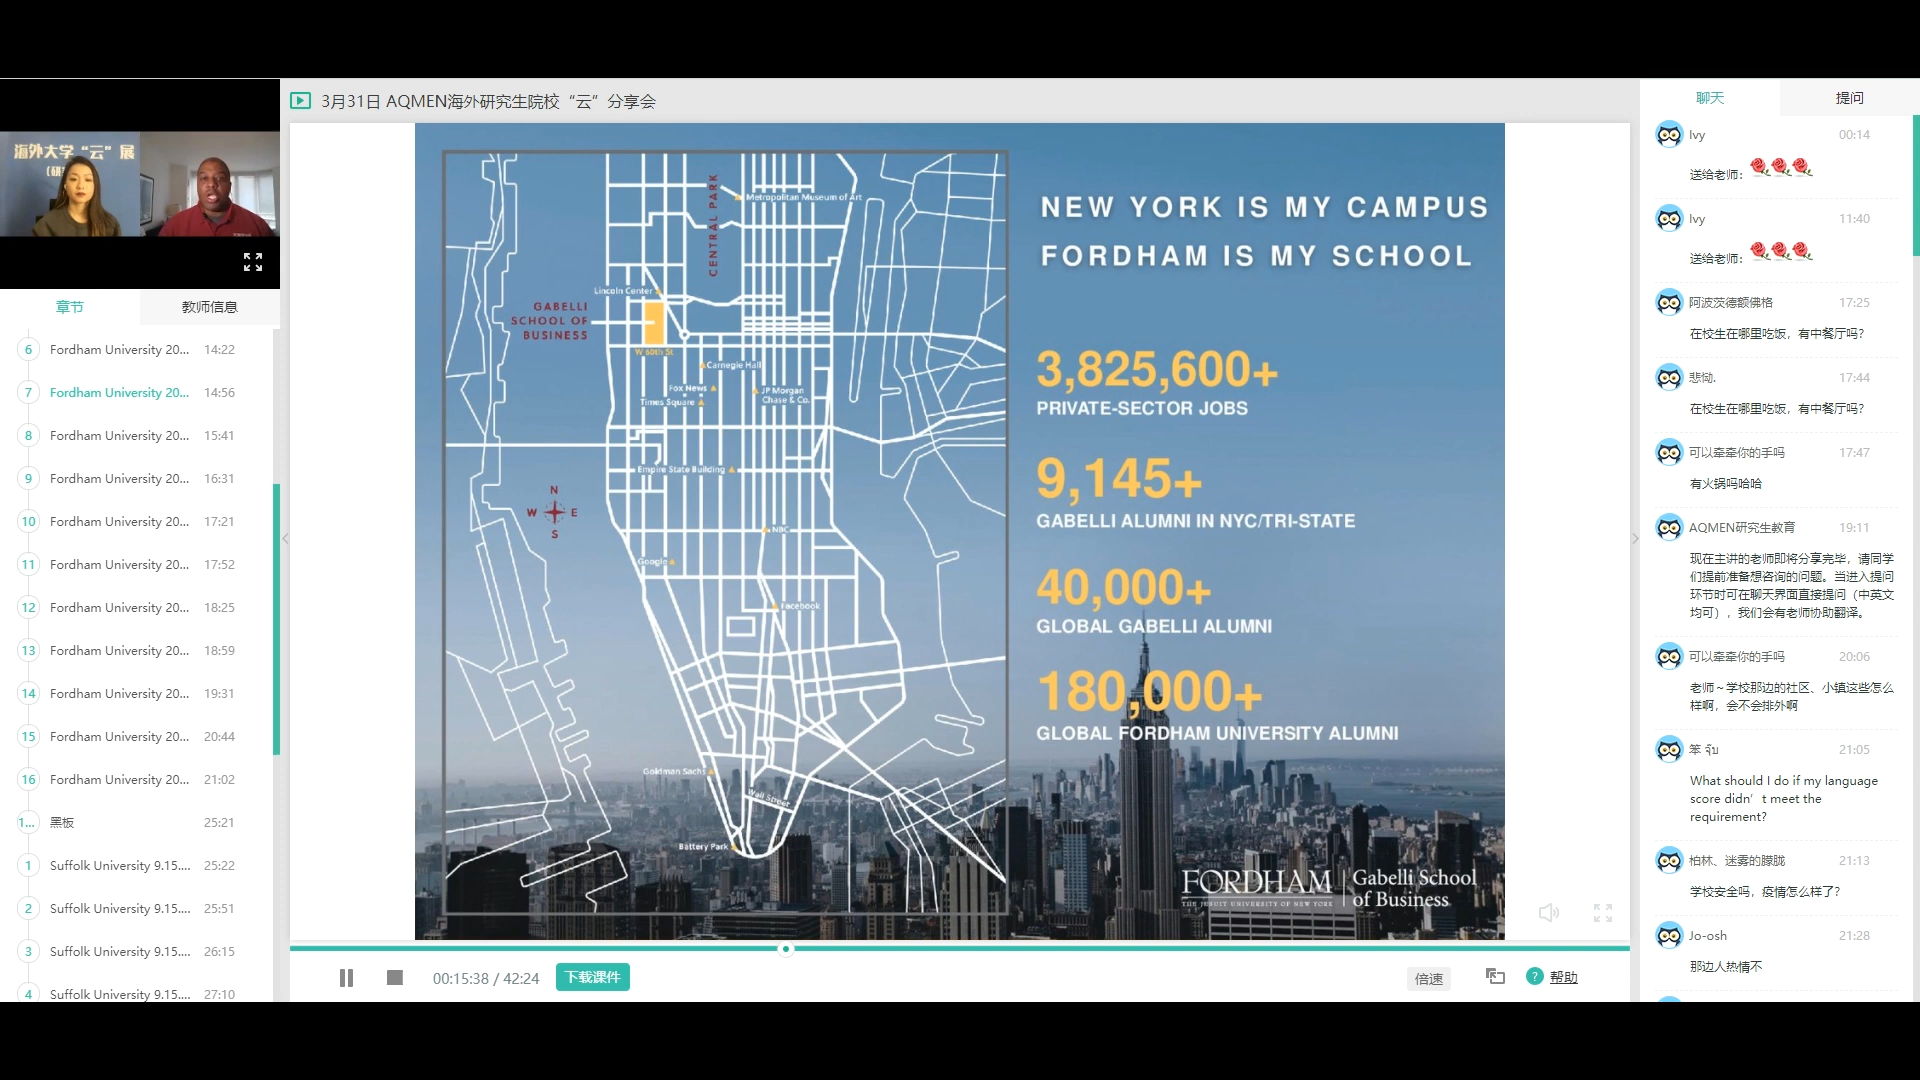 海外大学“云”展
3月31日 AQMEN海外研究生院校“云”分享会
章节
教师信息
6 Fordham University 20... 14:22
7 Fordham University 20... 14:56
8 Fordham University 20... 15:41
9 Fordham University 20... 16:31
10 Fordham University 20... 17:21
11 Fordham University 20... 17:52
12 Fordham University 20... 18:25
13 Fordham University 20... 18:59
14 Fordham University 20... 19:31
15 Fordham University 20... 20:44
16 Fordham University 20... 21:02
1... 黑板 25:21
1 Suffolk University 9.15.... 25:22
2 Suffolk University 9.15.... 25:51
3 Suffolk University 9.15.... 26:15
4 Suffolk University 9.15.... 27:10
CENTRAL PARK
Metropolitan Museum of Art
Lincoln Center
GABELLI
SCHOOL OF
BUSINESS
W 60th St
Carnegie Hall
Fox News
JP Morgan
Chase & Co.
Times Square
Empire State Building
N
W E
S
NBC
Google
Facebook
Goldman Sachs
Wall Street
Battery Park
NEW YORK IS MY CAMPUS
FORDHAM IS MY SCHOOL
3,825,600+
PRIVATE-SECTOR JOBS
9,145+
GABELLI ALUMNI IN NYC/TRI-STATE
40,000+
GLOBAL GABELLI ALUMNI
180,000+
GLOBAL FORDHAM UNIVERSITY ALUMNI
FORDHAM
THE JESUIT UNIVERSITY OF NEW YORK
Gabelli School
of Business
00:15:38 / 42:24
下载课件
倍速
? 帮助
聊天
提问
Ivy 00:14
送给老师:
Ivy 11:40
送给老师:
阿波茨德额佛格 17:25
在校生在哪里吃饭，有中餐厅吗？
悲恸. 17:44
在校生在哪里吃饭，有中餐厅吗？
可以牵牵你的手吗 17:47
有火锅吗哈哈
AQMEN研究生教育 19:11
现在主讲的老师即将分享完毕，请同学
们提前准备想咨询的问题。当进入提问
环节时可在聊天界面直接提问（中英文
均可），我们会有老师协助翻译。
可以牵牵你的手吗 20:06
老师～学校那边的社区、小镇这些怎么
样啊，会不会排外啊
21:05
What should I do if my language
score didn’t meet the
requirement?
柏林、迷雾的朦胧 21:13
学校安全吗，疫情怎么样了？
Jo-osh 21:28
那边人热情不